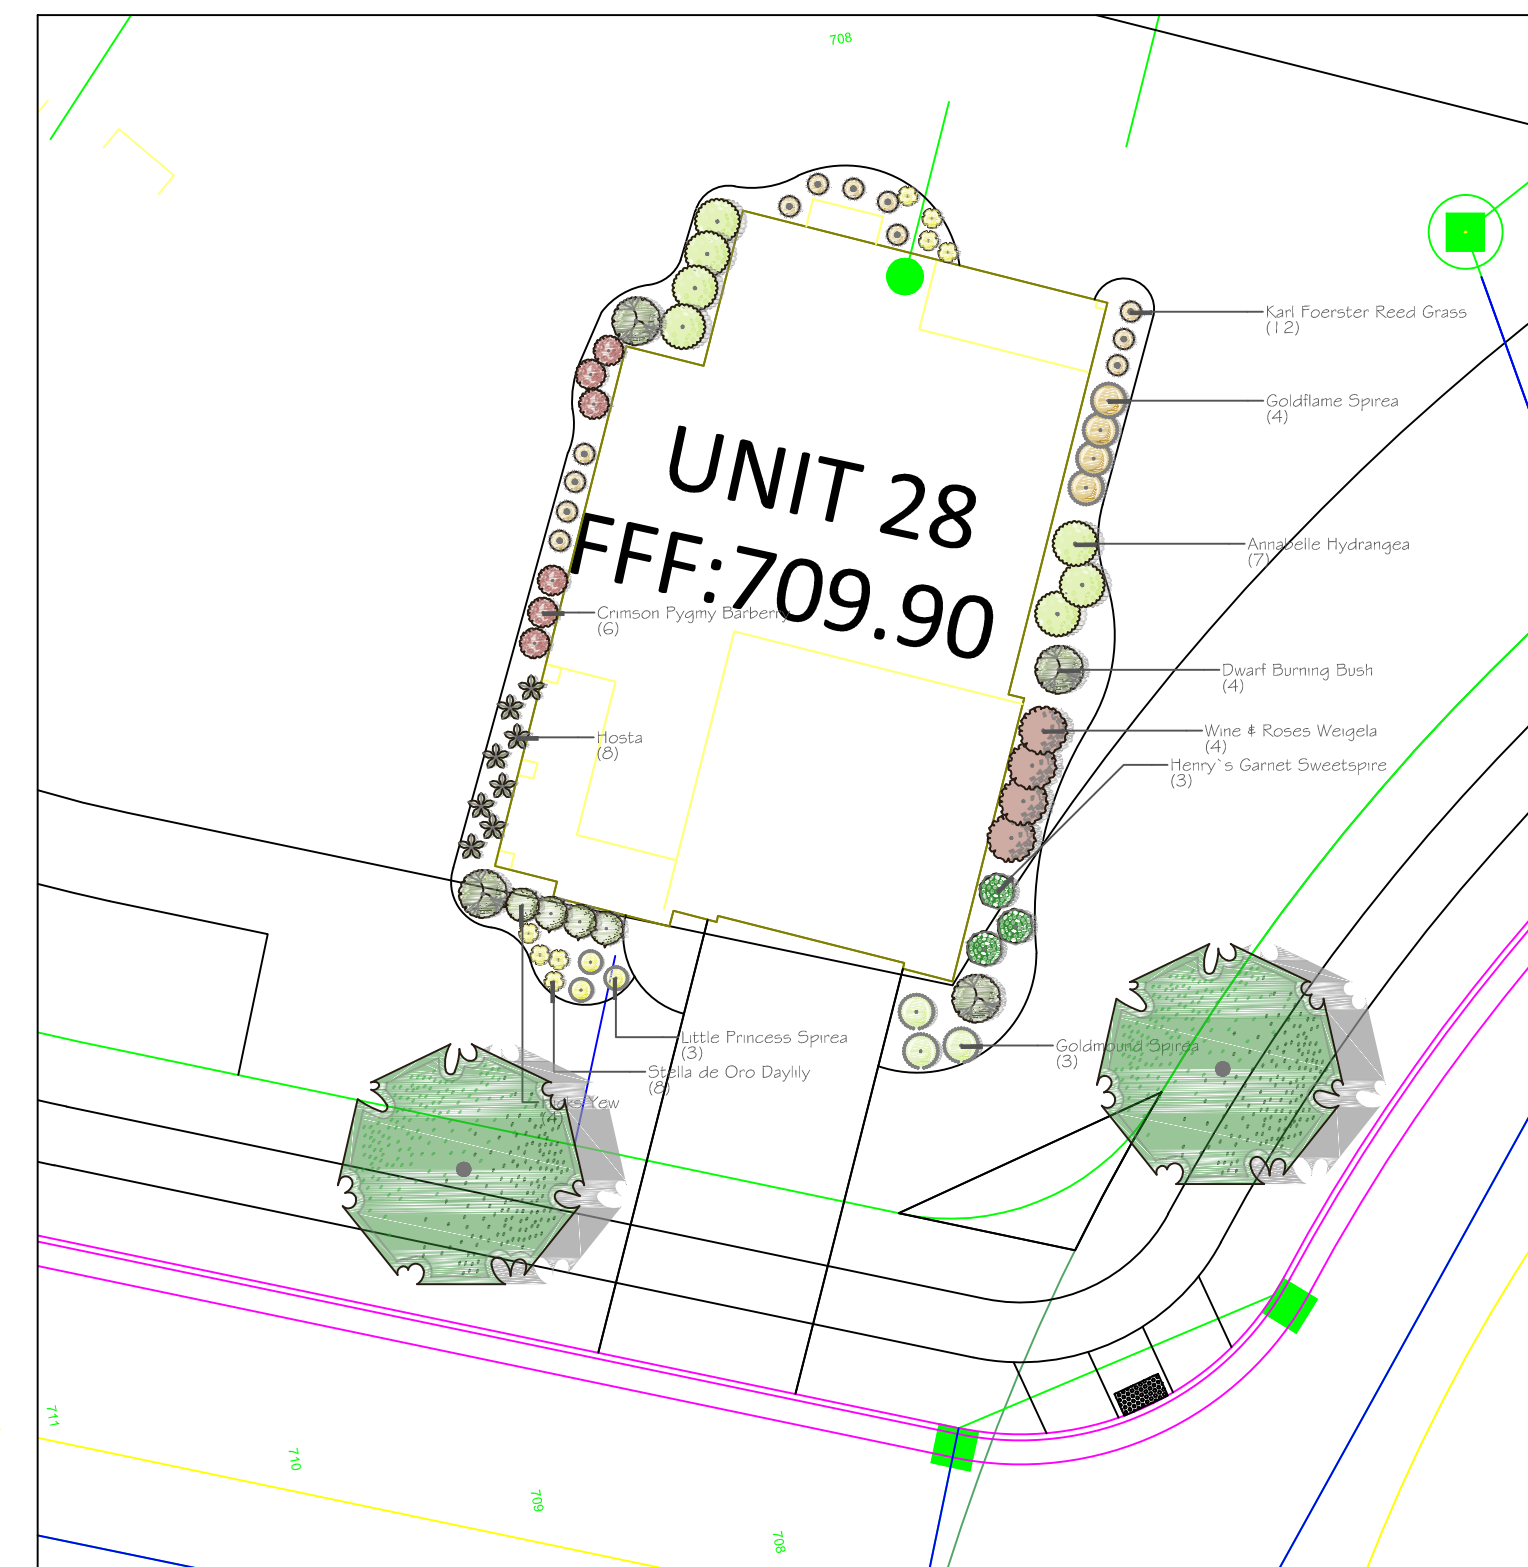 708
Karl Foerster Reed Grass
(12)
Goldflame Spirea
(4)
UNIT 28
FFF:709.90
Annabelle Hydrangea
(7)
Crimson Pygmy Barberry
(6)
Dwarf Burning Bush
(4)
Wine & Roses Weigela
(4)
Hosta
(8)
Henry`s Garnet Sweetspire
(3)
Little Princess Spirea
(3)
Goldmound Spirea
(3)
Stella de Oro Daylily
(8)
Yew
(4)
711
710
709
708